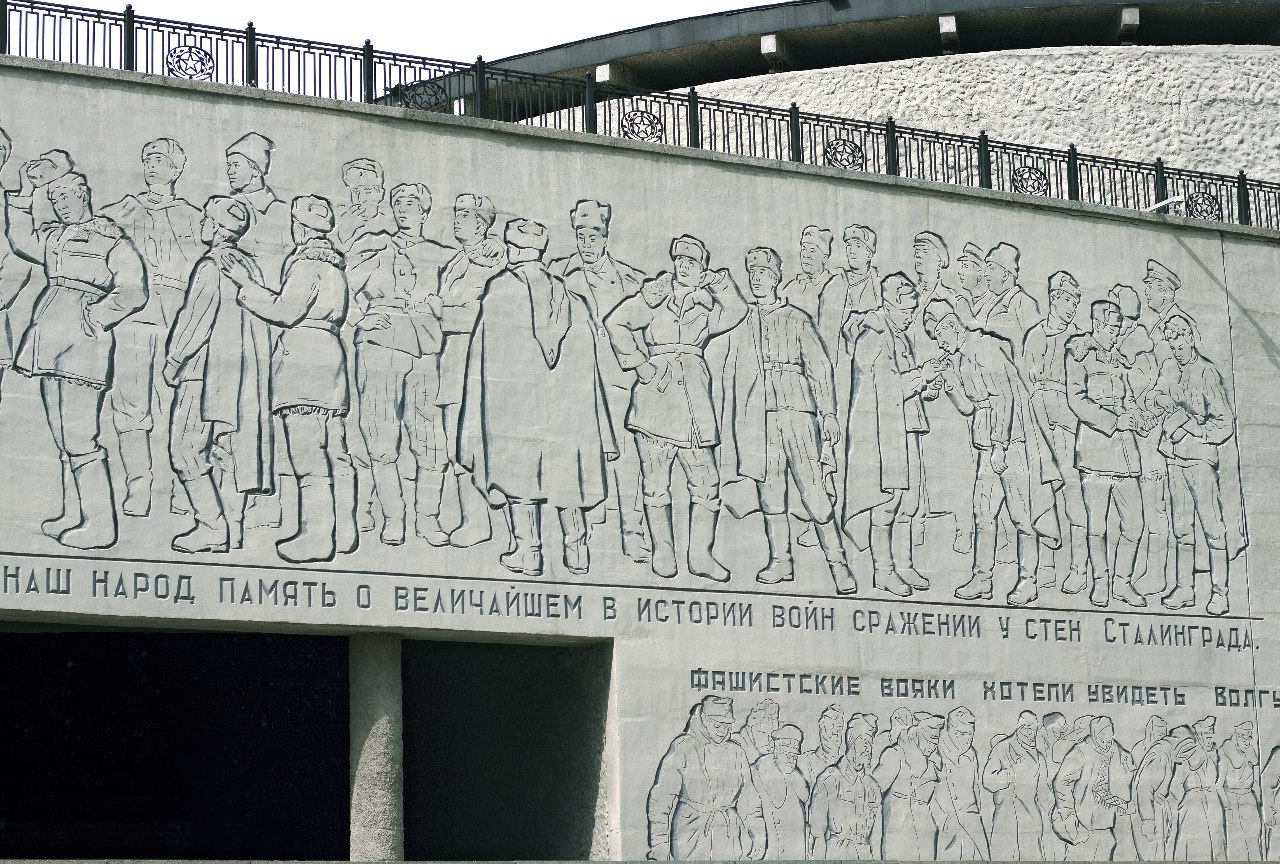 НАШ НАРОД ПАМЯТЬ О ВЕЛИЧАЙШЕМ В ИСТОРИИ ВОЙН СРАЖЕНИИ У СТЕН СТАЛИНГРАДА.
ФАШИСТСКИЕ ВОЯКИ ХОТЕЛИ УВИДЕТЬ ВОЛГУ